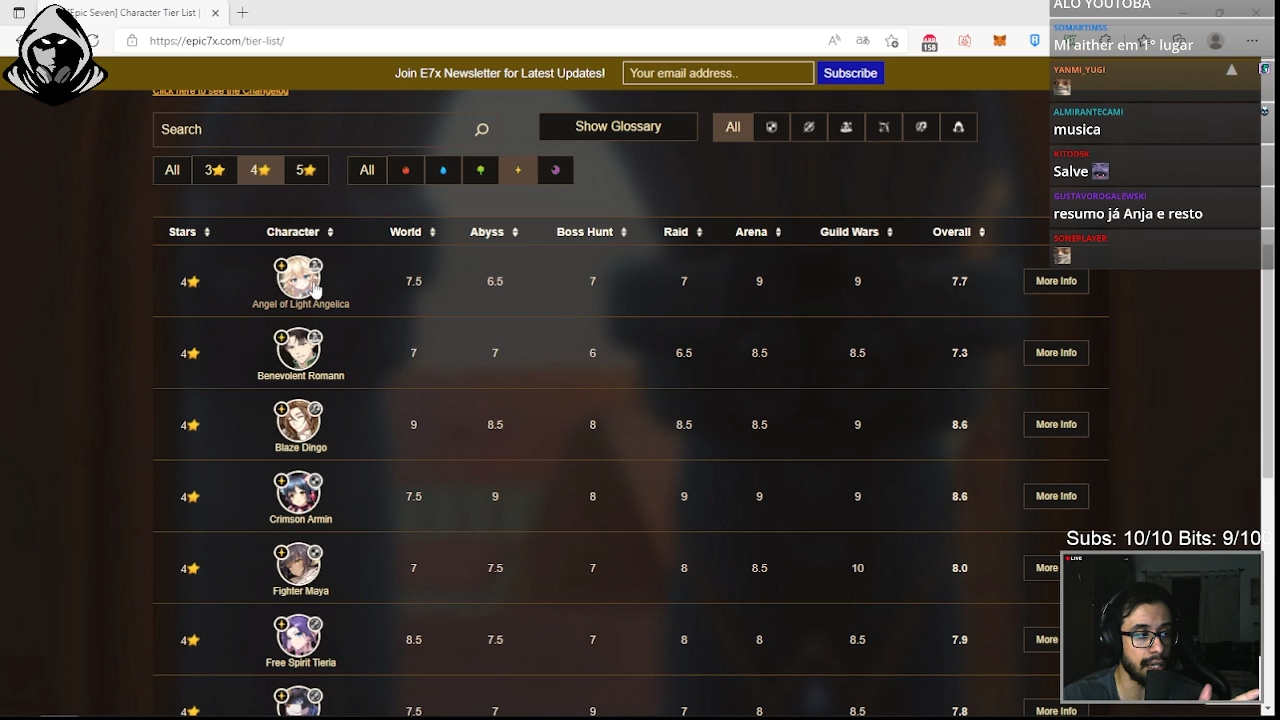 [Epic Seven] Character Tier List |
https://epic7x.com/tier-list/
158
Join E7x Newsletter for Latest Updates!
Your email address..
Subscribe
Click here to see the Changelog
Search
Show Glossary
All
All
3
4
5
All
Stars
Character
World
Abyss
Boss Hunt
Raid
Arena
Guild Wars
Overall
4
Angel of Light Angelica
7.5
6.5
7
7
9
9
7.7
More Info
4
Benevolent Romann
7
7
6
6.5
8.5
8.5
7.3
More Info
4
Blaze Dingo
9
8.5
8
8.5
8.5
9
8.6
More Info
4
Crimson Armin
7.5
9
8
9
9
9
8.6
More Info
4
Fighter Maya
7
7.5
7
8
8.5
10
8.0
More
4
Free Spirit Tieria
8.5
7.5
7
8
8
8.5
7.9
More
4
7.5
7
9
7
8
8.5
7.8
More Info
ALO YOUTOBA
SOMARTINSS
Ml aither em 1° lugar
YANMI_YUGI
ALMIRANTECAMI
musica
KITOBSK
Salve
GUSTAVOROGALEWSKI
resumo já Anja e resto
SONEPLAYER
Subs: 10/10 Bits: 9/100
LIVE